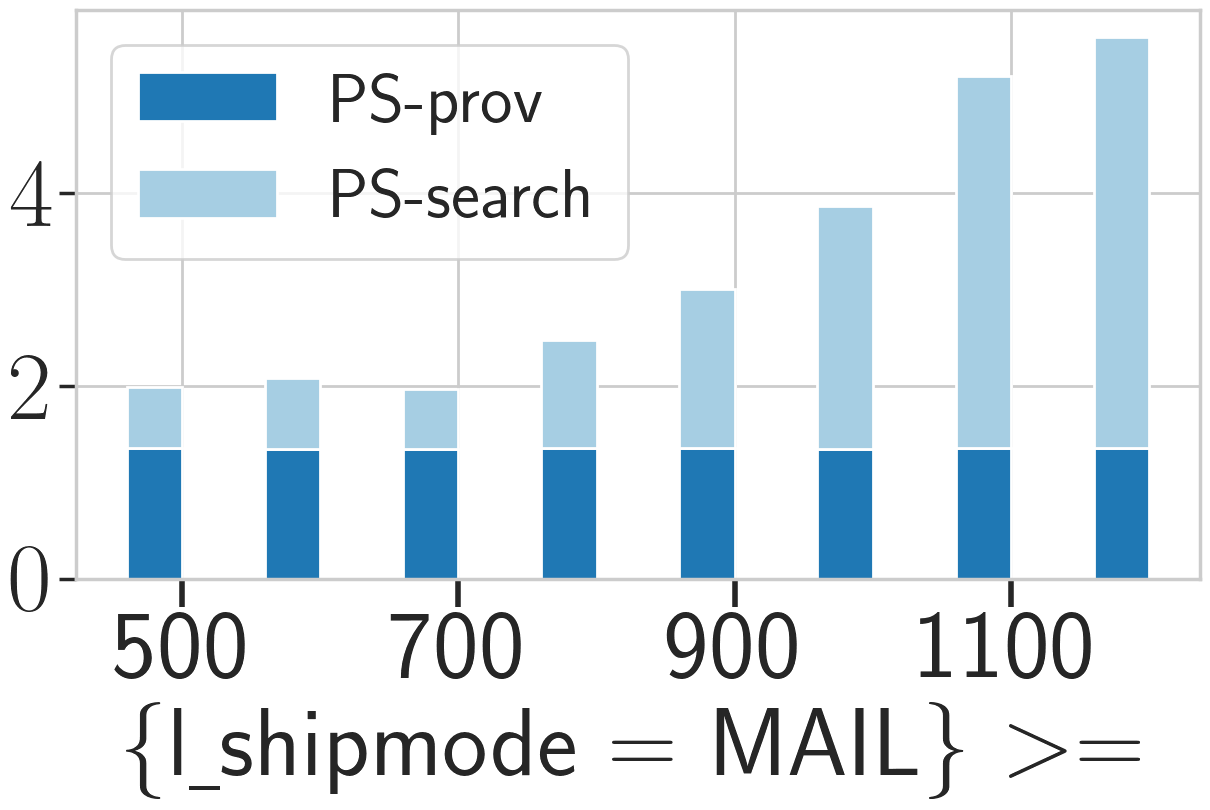 PS-prov
PS-search
4
2
0
500 700 900 1100
{l_shipmode = MAIL} >=